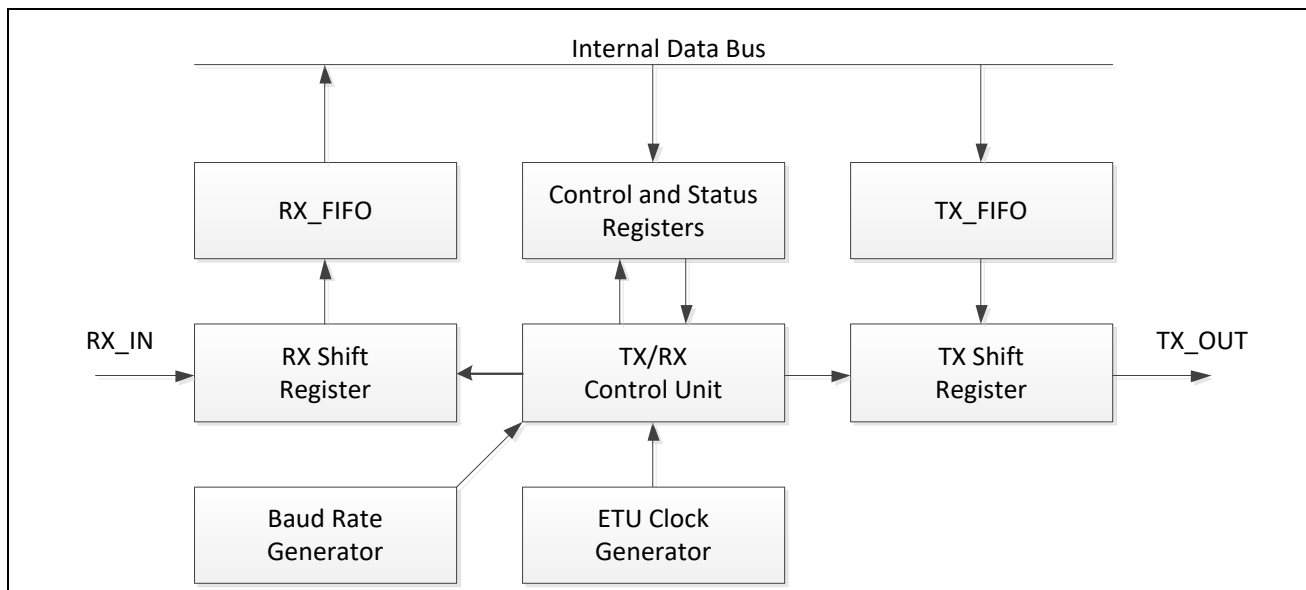 Internal Data Bus
RX_FIFO
Control and Status
Registers
TX_FIFO
RX_IN
RX Shift
Register
TX/RX
Control Unit
TX Shift
Register
TX_OUT
Baud Rate
Generator
ETU Clock
Generator